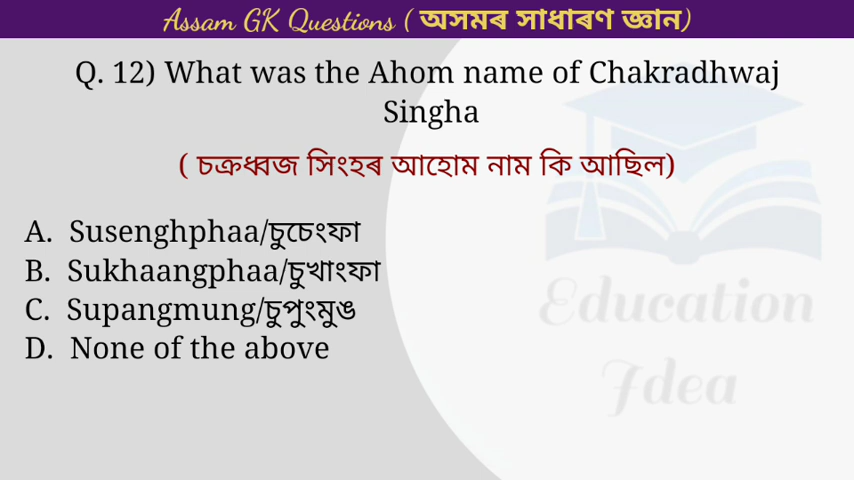 Assam GK Questions ( অসমৰ সাধাৰণ জ্ঞান)
Q. 12) What was the Ahom name of Chakradhwaj
Singha
( চক্ৰধ্বজ সিংহৰ আহোম নাম কি আছিল)
A. Susenghphaa/চুচেংফা
B. Sukhaangphaa/চুখাংফা
C. Supangmung/চুপুংমুঙ
D. None of the above
Education
Idea